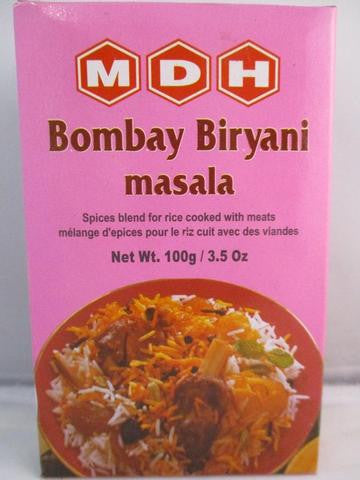 MDH
Bombay Biryani
masala
Spices blend for rice cooked with meats
mélange d'epices pour le riz cuit avec des viandes
Net Wt. 100g / 3.5 Oz